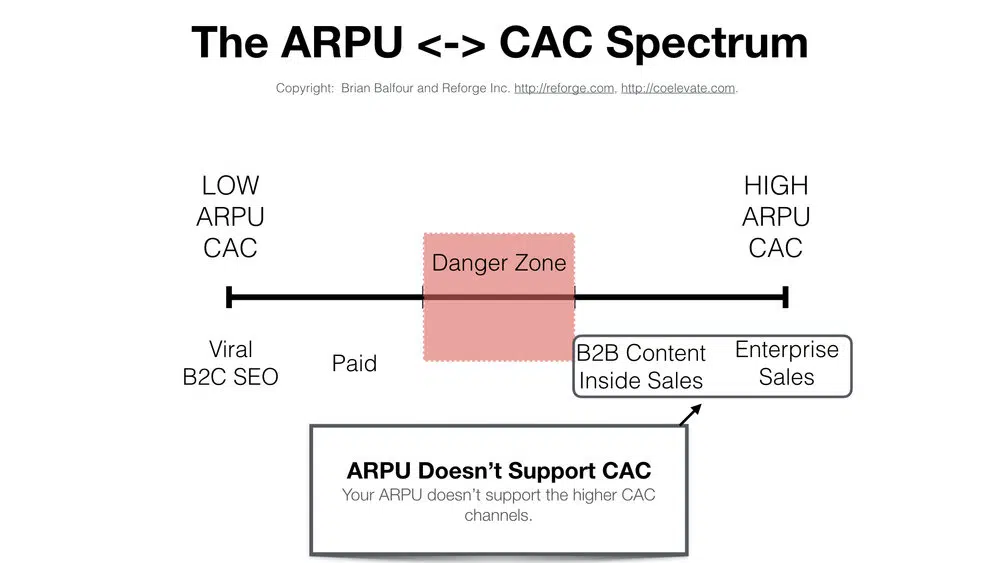 The ARPU <-> CAC Spectrum
Copyright:  Brian Balfour and Reforge Inc. http://reforge.com, http://coelevate.com.
LOW
ARPU
CAC
HIGH
ARPU
CAC
Danger Zone
Viral
B2C SEO
Paid
B2B Content
Inside Sales
Enterprise
Sales
ARPU Doesn’t Support CAC
Your ARPU doesn’t support the higher CAC
channels.